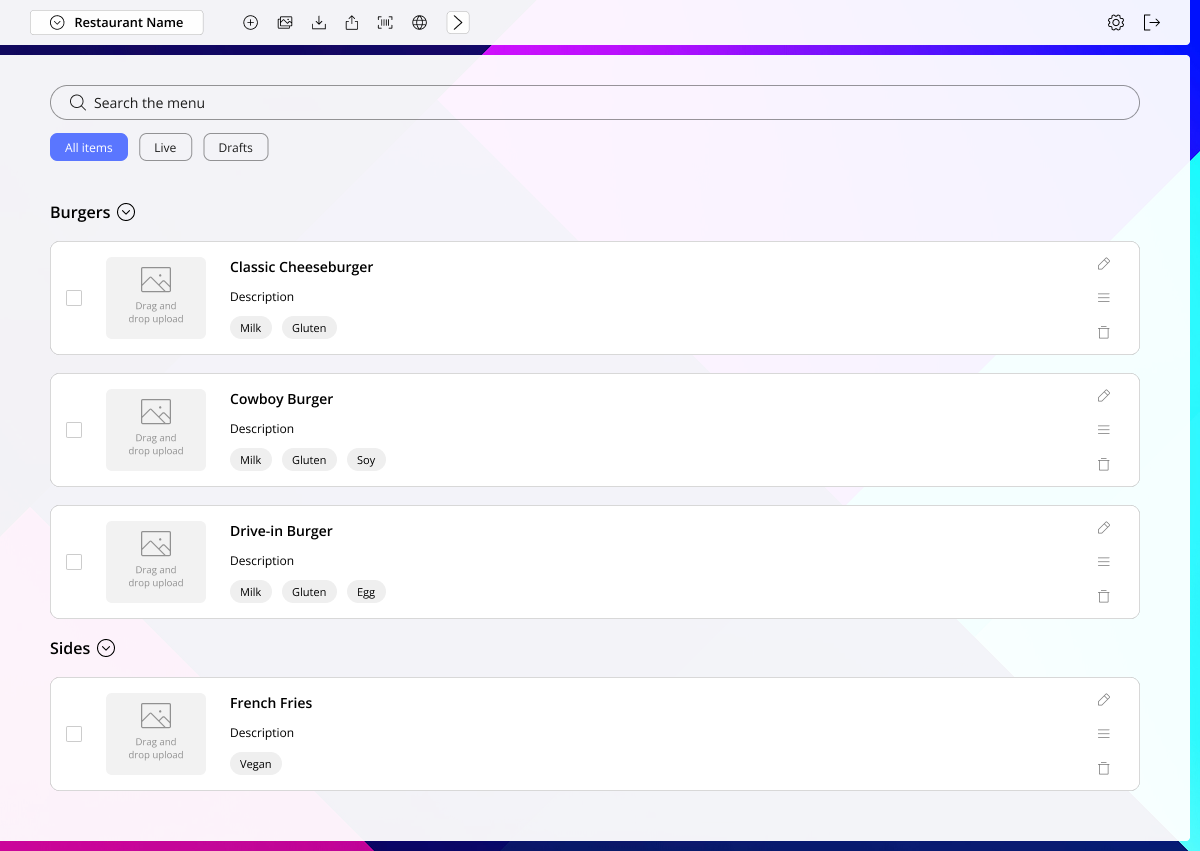 Restaurant Name
Search the menu
All items Live Drafts
Burgers
Drag and
drop upload
Classic Cheeseburger
Description
Milk Gluten
Drag and
drop upload
Cowboy Burger
Description
Milk Gluten Soy
Drag and
drop upload
Drive-in Burger
Description
Milk Gluten Egg
Sides
Drag and
drop upload
French Fries
Description
Vegan